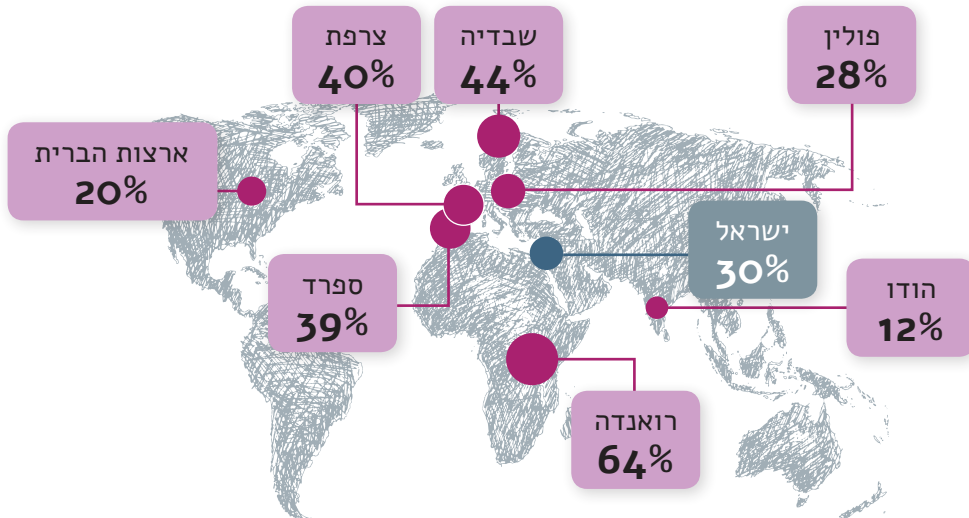 פולין
28%
שבדיה
44%
צרפת
40%
ארצות הברית
20%
ישראל
30%
ספרד
39%
הודו
12%
רואנדה
64%